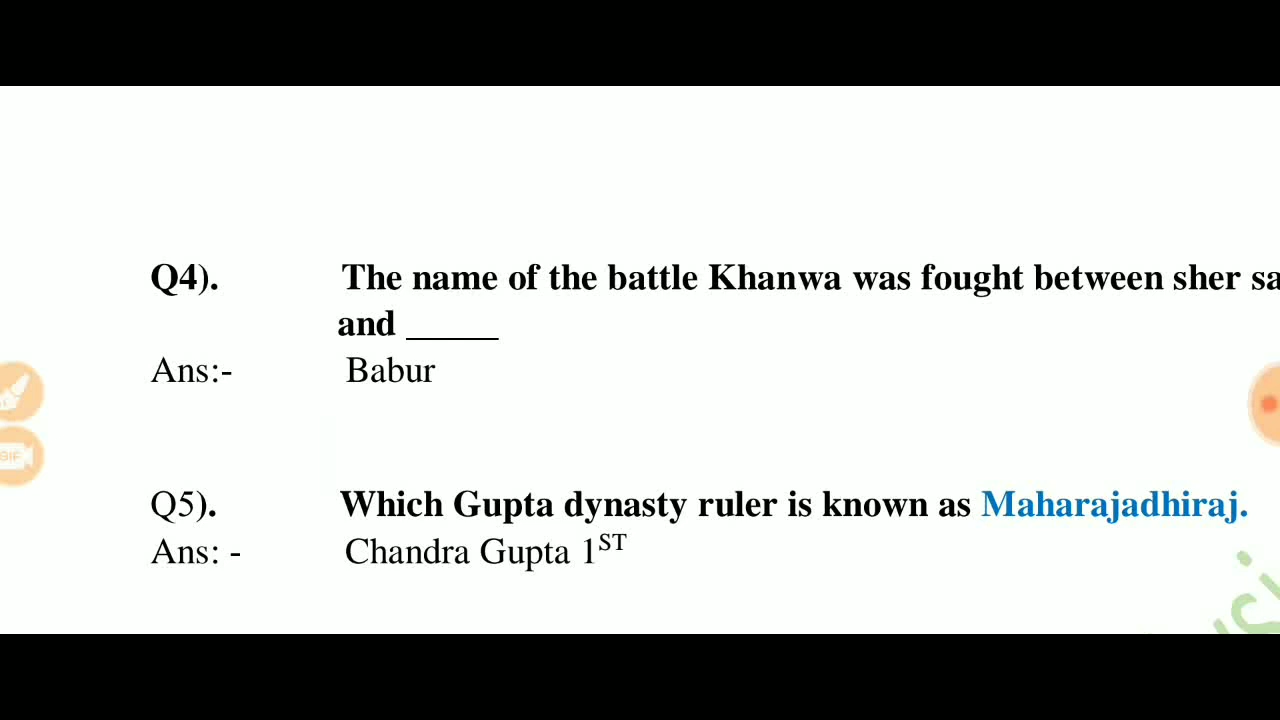 Q4). The name of the battle Khanwa was fought between sher
and _____
Ans:- Babur
Q5). Which Gupta dynasty ruler is known as Maharajadhiraj.
Ans: - Chandra Gupta 1ST
GIF